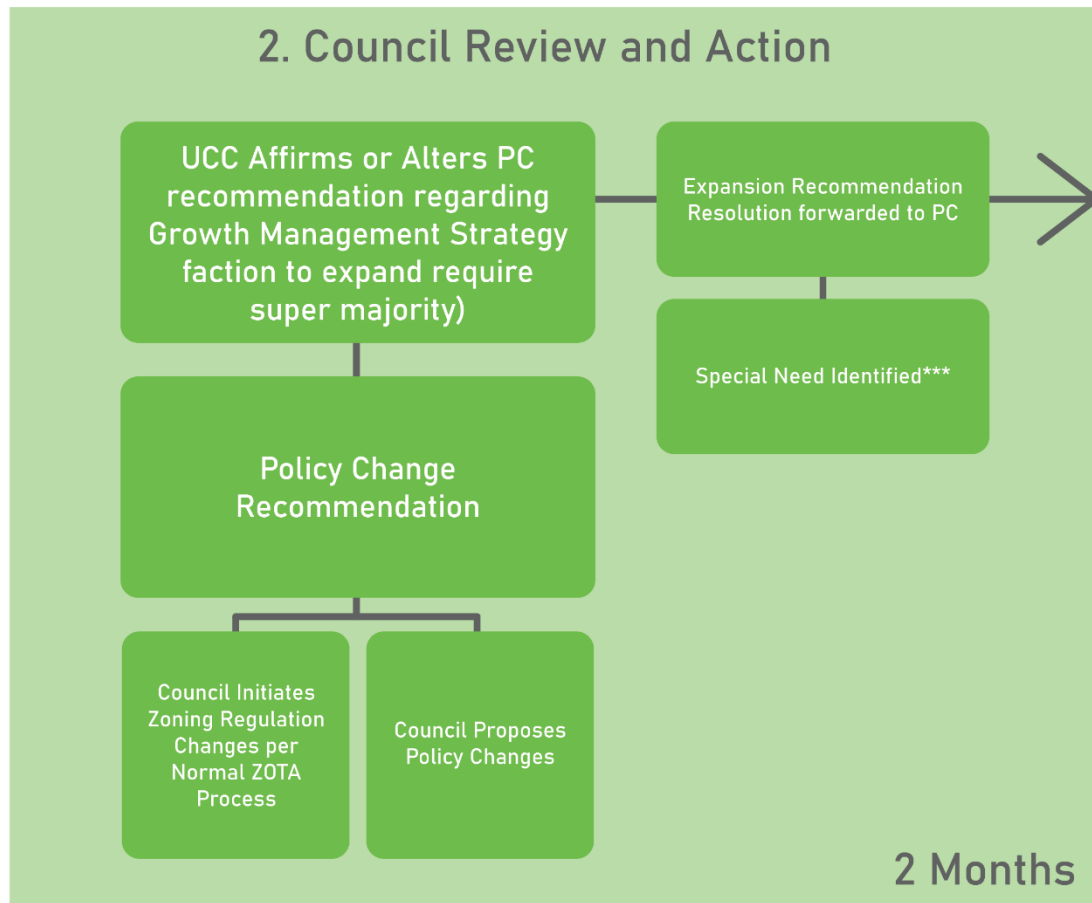 2. Council Review and Action
UCC Affirms or Alters PC
recommendation regarding
Growth Management Strategy
faction to expand require
super majority)
Expansion Recommendation
Resolution forwarded to PC
Special Need Identified***
Policy Change
Recommendation
Council Initiates
Zoning Regulation
Changes per
Normal ZOTA
Process
Council Proposes
Policy Changes
2 Months